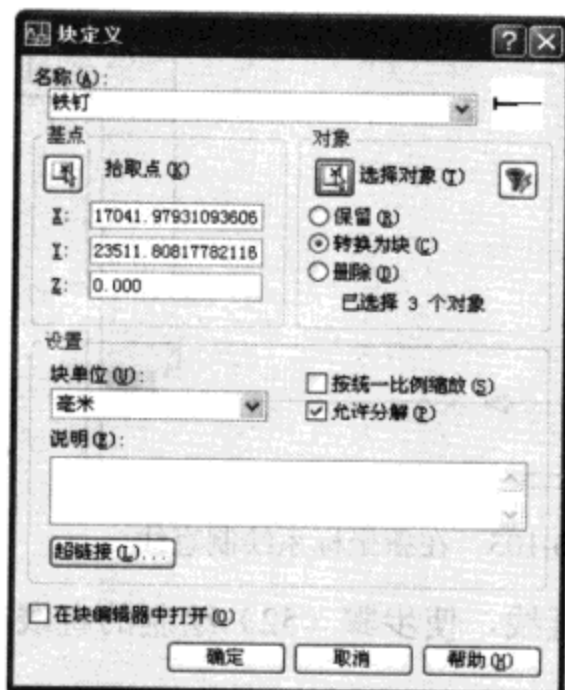 块定义
名称(A):
铁钉
基点
拾取点(K)
X: 17041.97931093606
Y: 23511.80817782116
Z: 0.000
对象
选择对象(T)
保留(R)
转换为块(C)
删除(D)
已选择 3 个对象
设置
块单位(U):
毫米
按统一比例缩放(S)
允许分解(P)
说明(E):
超链接(L)...
在块编辑器中打开(O)
确定
取消
帮助(H)